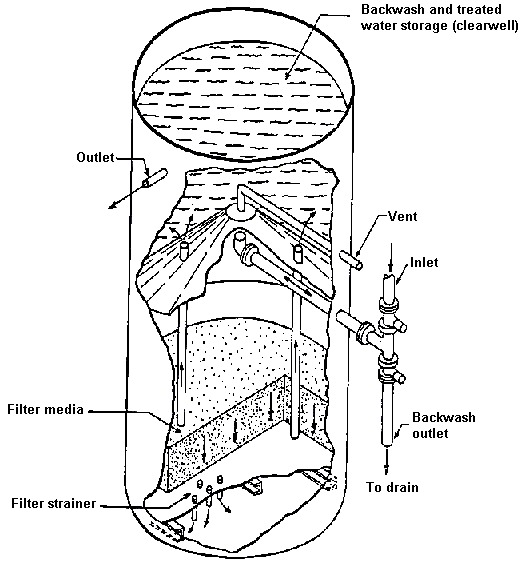 Backwash and treated
water storage (clearwell)
Outlet
Vent
Inlet
Filter media
Backwash
outlet
Filter strainer
To drain